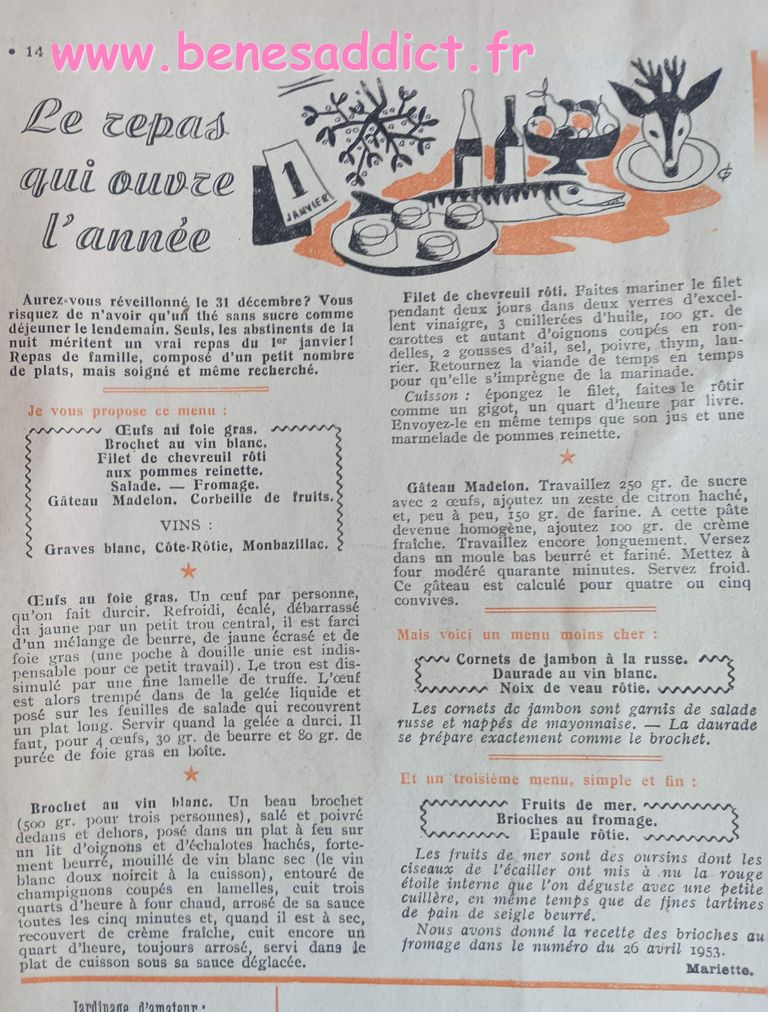 • 14
www.benesaddict.fr
Le repas
qui ouvre
l'année
1
JANVIER
Aurez-vous réveillonné le 31 décembre? Vous
risquez de n'avoir qu'un thé sans sucre comme
déjeuner le lendemain. Seuls, les abstinents de la
nuit méritent un vrai repas du 1er janvier!
Repas de famille, composé d'un petit nombre
de plats, mais soigné et même recherché.
Je vous propose ce menu :
Œufs au foie gras.
Brochet au vin blanc.
Filet de chevreuil rôti
aux pommes reinette.
Salade. — Fromage.
Gâteau Madelon. Corbeille de fruits.
VINS :
Graves blanc, Côte-Rôtie, Monbazillac.
Œufs au foie gras. Un œuf par personne,
qu'on fait durcir. Refroidi, écalé, débarrassé
du jaune par un petit trou central, il est farci
d'un mélange de beurre, de jaune écrasé et de
foie gras (une poche à douille unie est indis-
pensable pour ce petit travail). Le trou est dis-
simulé par une fine lamelle de truffe. L'œuf
est alors trempé dans de la gelée liquide et
posé sur les feuilles de salade qui recouvrent
un plat long. Servir quand la gelée a durci. Il
faut, pour 4 œufs, 30 gr. de beurre et 80 gr. de
purée de foie gras en boîte.
Brochet au vin blanc. Un beau brochet
(500 gr. pour trois personnes), salé et poivré
dedans et dehors, posé dans un plat à feu sur
un lit d'oignons et d'échalotes hachés, forte-
ment beurré, mouillé de vin blanc sec (le vin
blanc doux noircit à la cuisson), entouré de
champignons coupés en lamelles, cuit trois
quarts d'heure à four chaud, arrosé de sa sauce
toutes les cinq minutes et, quand il est à sec,
recouvert de crème fraîche, cuit encore un
quart d'heure, toujours arrosé, servi dans le
plat de cuisson sous sa sauce déglacée.
Filet de chevreuil rôti. Faites mariner le filet
pendant deux jours dans deux verres d'excel-
lent vinaigre, 3 cuillerées d'huile, 100 gr. de
carottes et autant d'oignons coupés en ron-
delles, 2 gousses d'ail, sel, poivre, thym, lau-
rier. Retournez la viande de temps en temps
pour qu'elle s'imprègne de la marinade.
Cuisson : épongez le filet, faites-le rôtir
comme un gigot, un quart d'heure par livre.
Envoyez-le en même temps que son jus et une
marmelade de pommes reinette.
Gâteau Madelon. Travaillez 250 gr. de sucre
avec 2 œufs, ajoutez un zeste de citron haché,
et, peu à peu, 150 gr. de farine. A cette pâte
devenue homogène, ajoutez 100 gr. de crème
fraîche. Travaillez encore longuement. Versez
dans un moule bas beurré et fariné. Mettez à
four modéré quarante minutes. Servez froid.
Ce gâteau est calculé pour quatre ou cinq
convives.
Mais voici un menu moins cher :
Cornets de jambon à la russe.
Daurade au vin blanc.
Noix de veau rôtie.
Les cornets de jambon sont garnis de salade
russe et nappés de mayonnaise. — La daurade
se prépare exactement comme le brochet.
Et un troisième menu, simple et fin :
Fruits de mer.
Brioches au fromage.
Epaule rôtie.
Les fruits de mer sont des oursins dont les
ciseaux de l'écailler ont mis à nu la rouge
étoile interne que l'on déguste avec une petite
cuillère, en même temps que de fines tartines
de pain de seigle beurré.
Nous avons donné la recette des brioches au
fromage dans le numéro du 26 avril 1953.
Mariette.
Jardinage d'amateur :